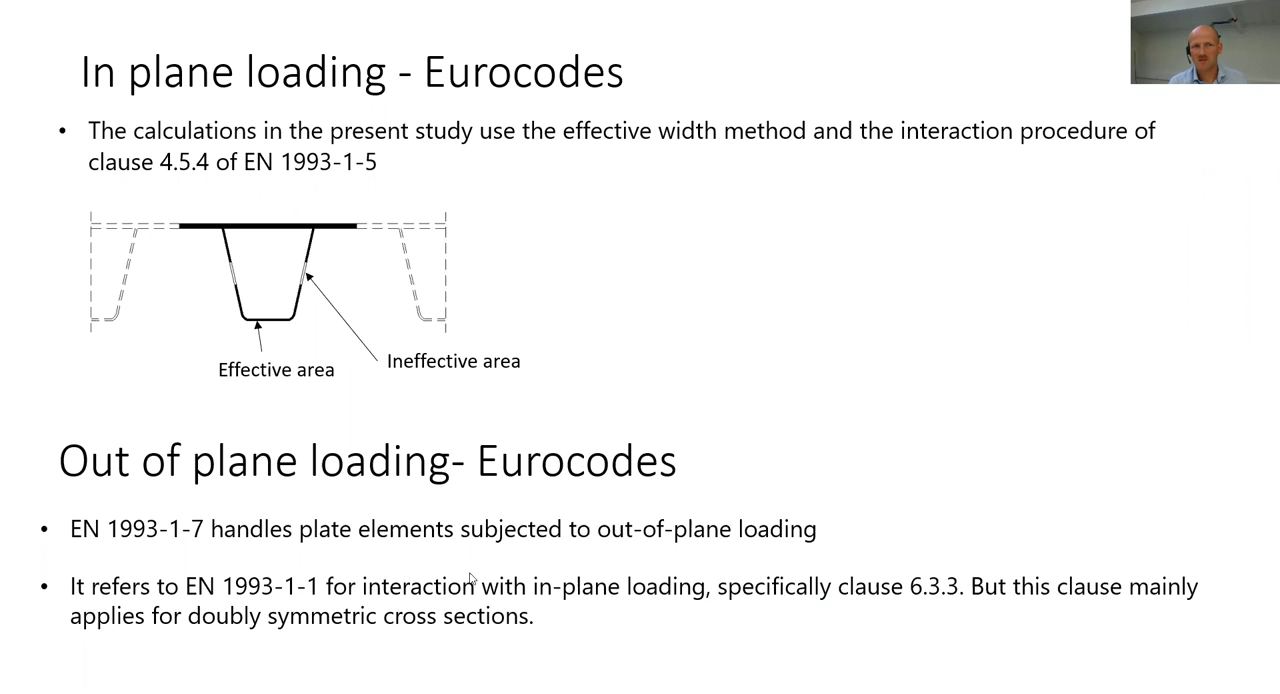 In plane loading - Eurocodes
• The calculations in the present study use the effective width method and the interaction procedure of
clause 4.5.4 of EN 1993-1-5
Effective area
Ineffective area
Out of plane loading- Eurocodes
• EN 1993-1-7 handles plate elements subjected to out-of-plane loading
• It refers to EN 1993-1-1 for interaction with in-plane loading, specifically clause 6.3.3. But this clause mainly
applies for doubly symmetric cross sections.